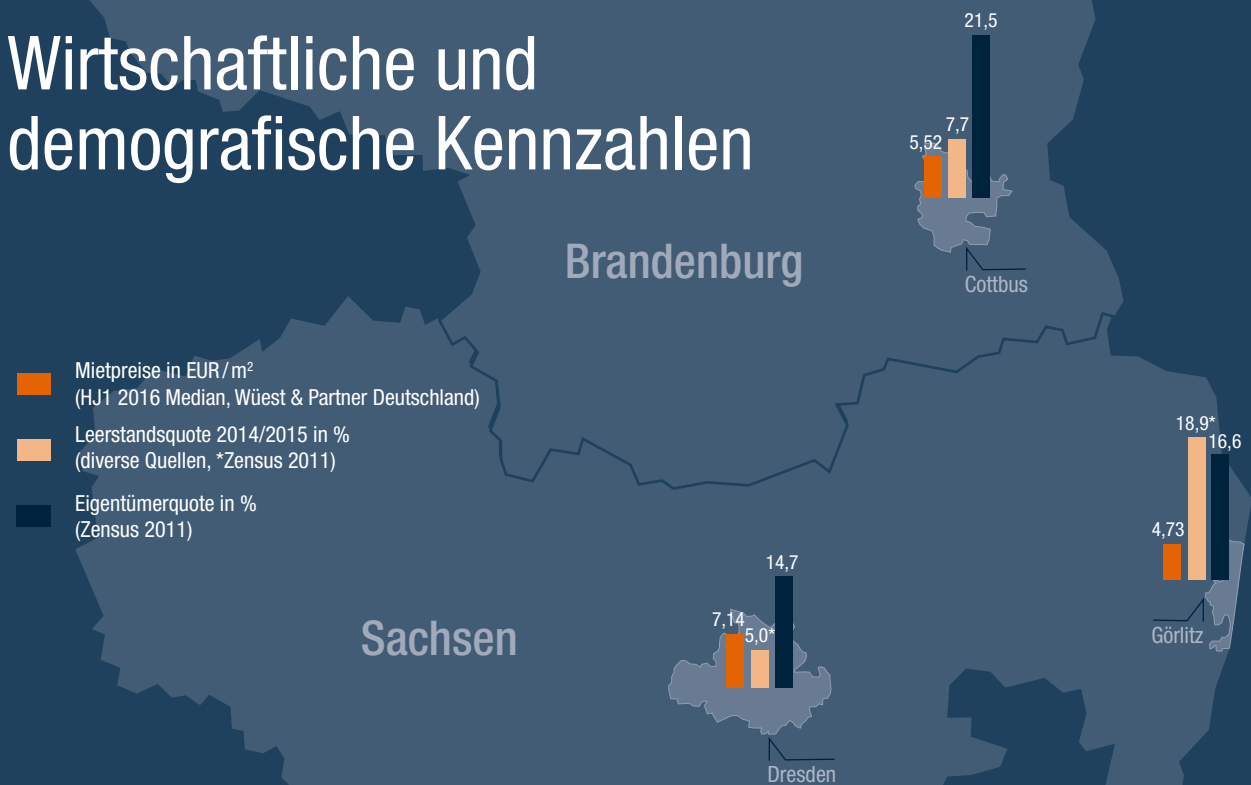 Wirtschaftliche und
demografische Kennzahlen
21,5
7,7
5,52
Brandenburg
Cottbus
Mietpreise in EUR/m²
(HJ1 2016 Median, Wüest & Partner Deutschland)
Leerstandsquote 2014/2015 in %
(diverse Quellen, *Zensus 2011)
Eigentümerquote in %
(Zensus 2011)
18,9*
16,6
4,73
Görlitz
14,7
7,14
5,0*
Sachsen
Dresden